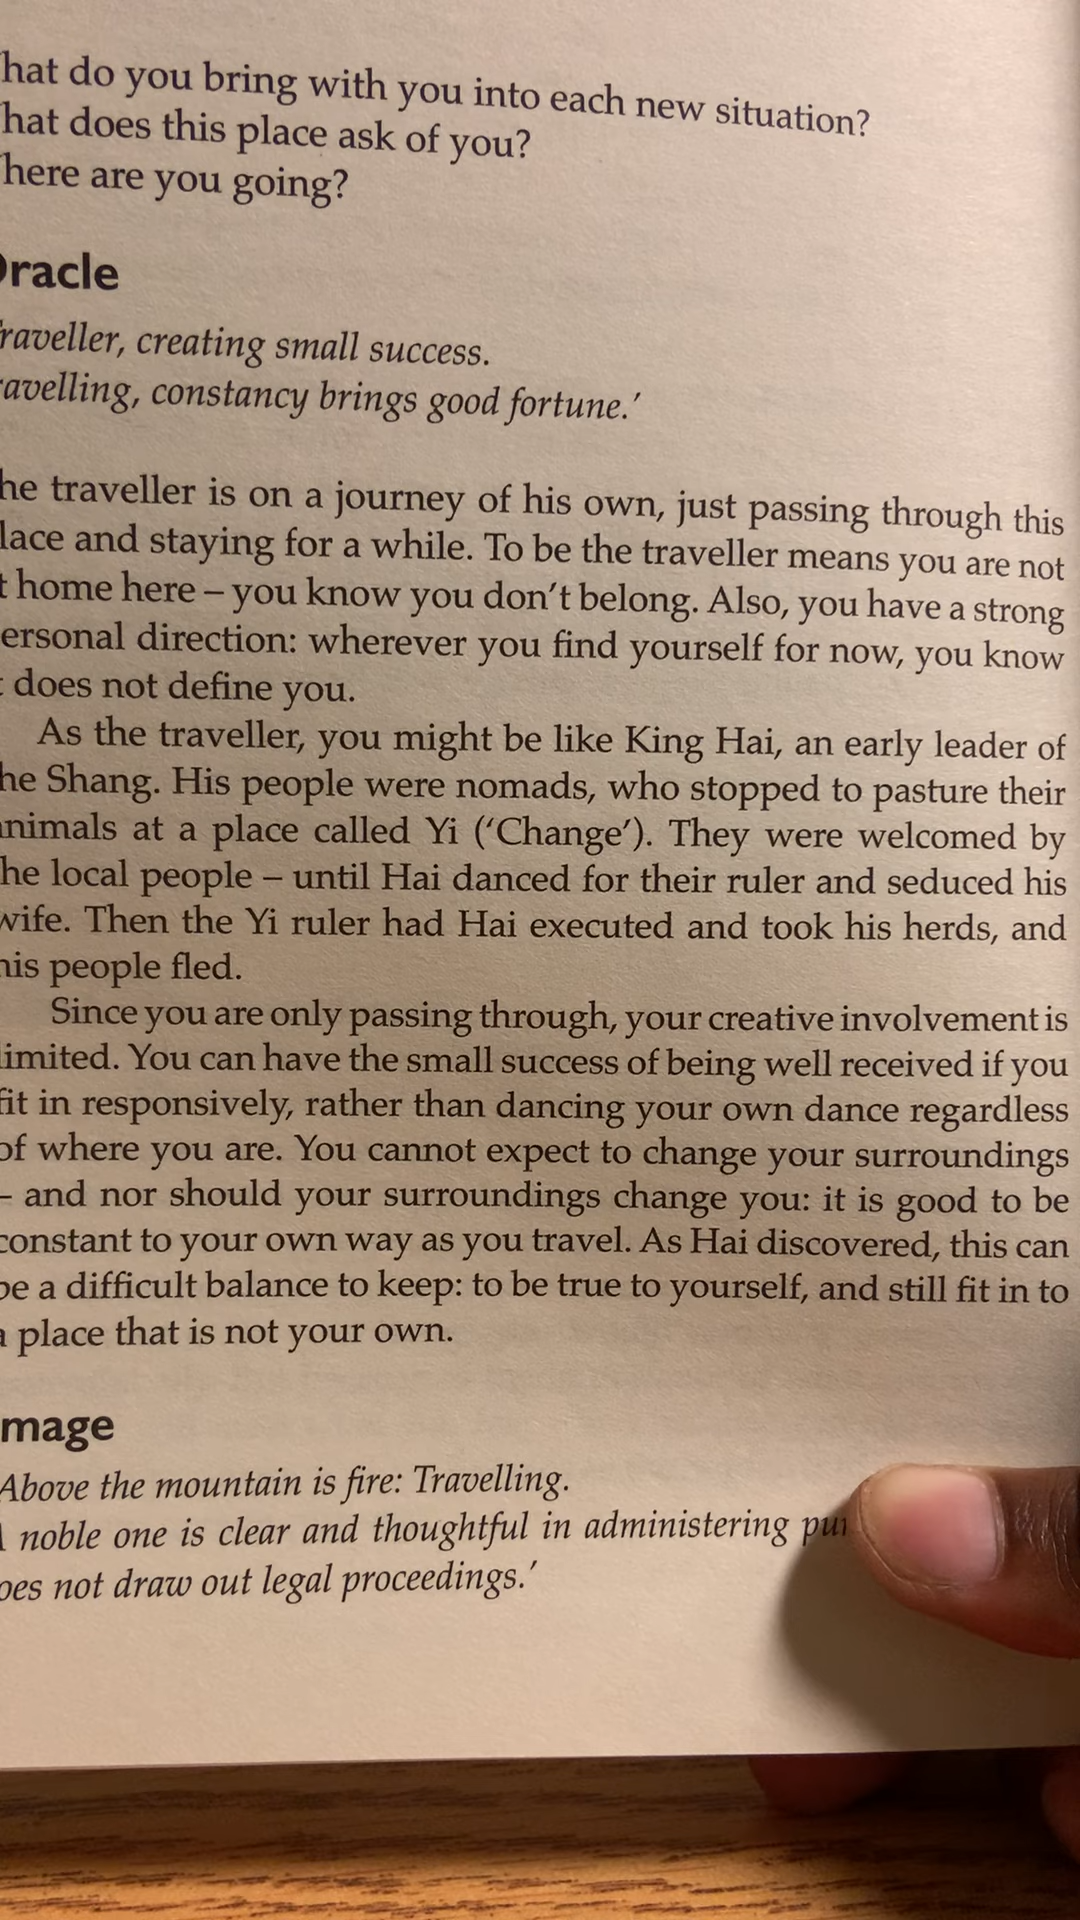 hat do you bring with you into each new situation?
hat does this place ask of you?
here are you going?
Oracle
raveller, creating small success.
avelling, constancy brings good fortune.'
he traveller is on a journey of his own, just passing through this
lace and staying for a while. To be the traveller means you are not
t home here – you know you don't belong. Also, you have a strong
ersonal direction: wherever you find yourself for now, you know
t does not define you.
As the traveller, you might be like King Hai, an early leader of
he Shang. His people were nomads, who stopped to pasture their
animals at a place called Yi ('Change'). They were welcomed by
he local people – until Hai danced for their ruler and seduced his
wife. Then the Yi ruler had Hai executed and took his herds, and
his people fled.
Since you are only passing through, your creative involvement is
limited. You can have the small success of being well received if you
fit in responsively, rather than dancing your own dance regardless
of where you are. You cannot expect to change your surroundings
– and nor should your surroundings change you: it is good to be
constant to your own way as you travel. As Hai discovered, this can
be a difficult balance to keep: to be true to yourself, and still fit in to
a place that is not your own.
mage
Above the mountain is fire: Travelling.
A noble one is clear and thoughtful in administering
oes not draw out legal proceedings.'